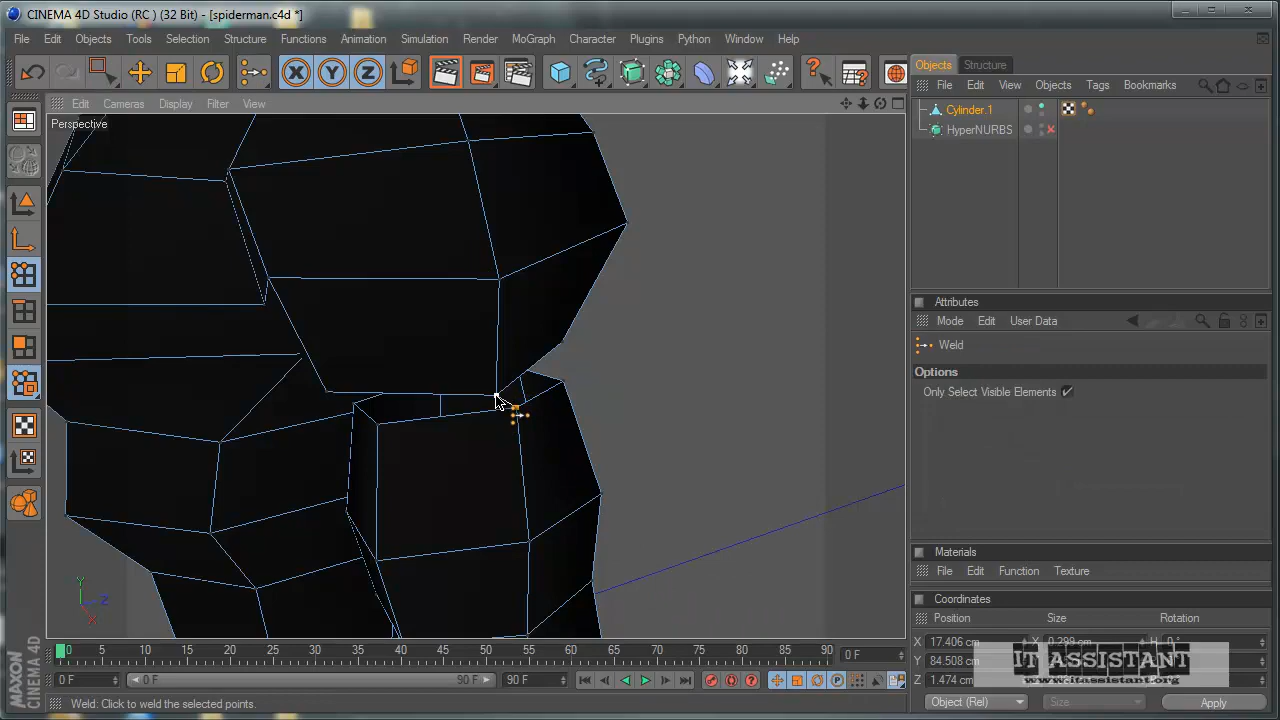 CINEMA 4D Studio (RC ) (32 Bit) - [spiderman.c4d *]
File Edit Objects Tools Selection Structure Functions Animation Simulation Render MoGraph Character Plugins Python Window Help
X Y Z
Edit Cameras Display Filter View
Perspective
Y
Z
X
Objects Structure
File Edit View Objects Tags Bookmarks
Cylinder.1
HyperNURBS
Attributes
Mode Edit User Data
Weld
Options
Only Select Visible Elements
Materials
File Edit Function Texture
Coordinates
Position Size Rotation
X 17.406 cm X 0.299 cm H 0 °
Y 84.508 cm
Z 1.474 cm
Object (Rel) Size Apply
IT ASSISTANT
www.itassistant.org
0 5 10 15 20 25 30 35 40 45 50 55 60 65 70 75 80 85 90 0 F
0 F 0 F 90 F 90 F
P
Weld: Click to weld the selected points.
MAXON
CINEMA 4D